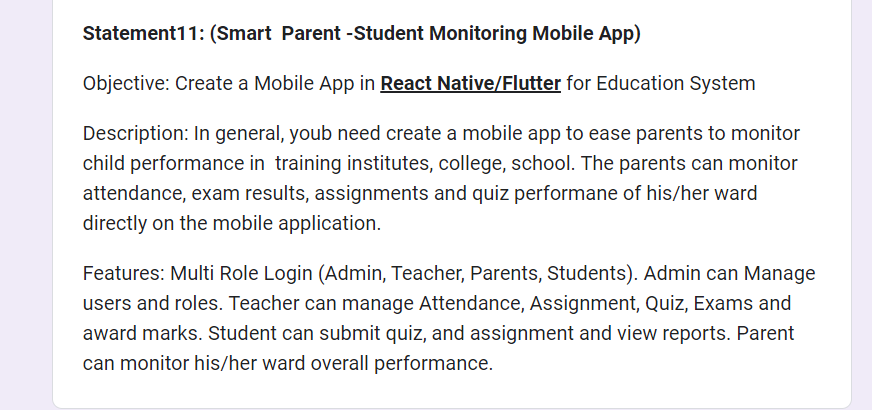 Statement11: (Smart  Parent -Student Monitoring Mobile App)
Objective: Create a Mobile App in React Native/Flutter for Education System
Description: In general, youb need create a mobile app to ease parents to monitor
child performance in  training institutes, college, school. The parents can monitor
attendance, exam results, assignments and quiz performane of his/her ward
directly on the mobile application.
Features: Multi Role Login (Admin, Teacher, Parents, Students). Admin can Manage
users and roles. Teacher can manage Attendance, Assignment, Quiz, Exams and
award marks. Student can submit quiz, and assignment and view reports. Parent
can monitor his/her ward overall performance.